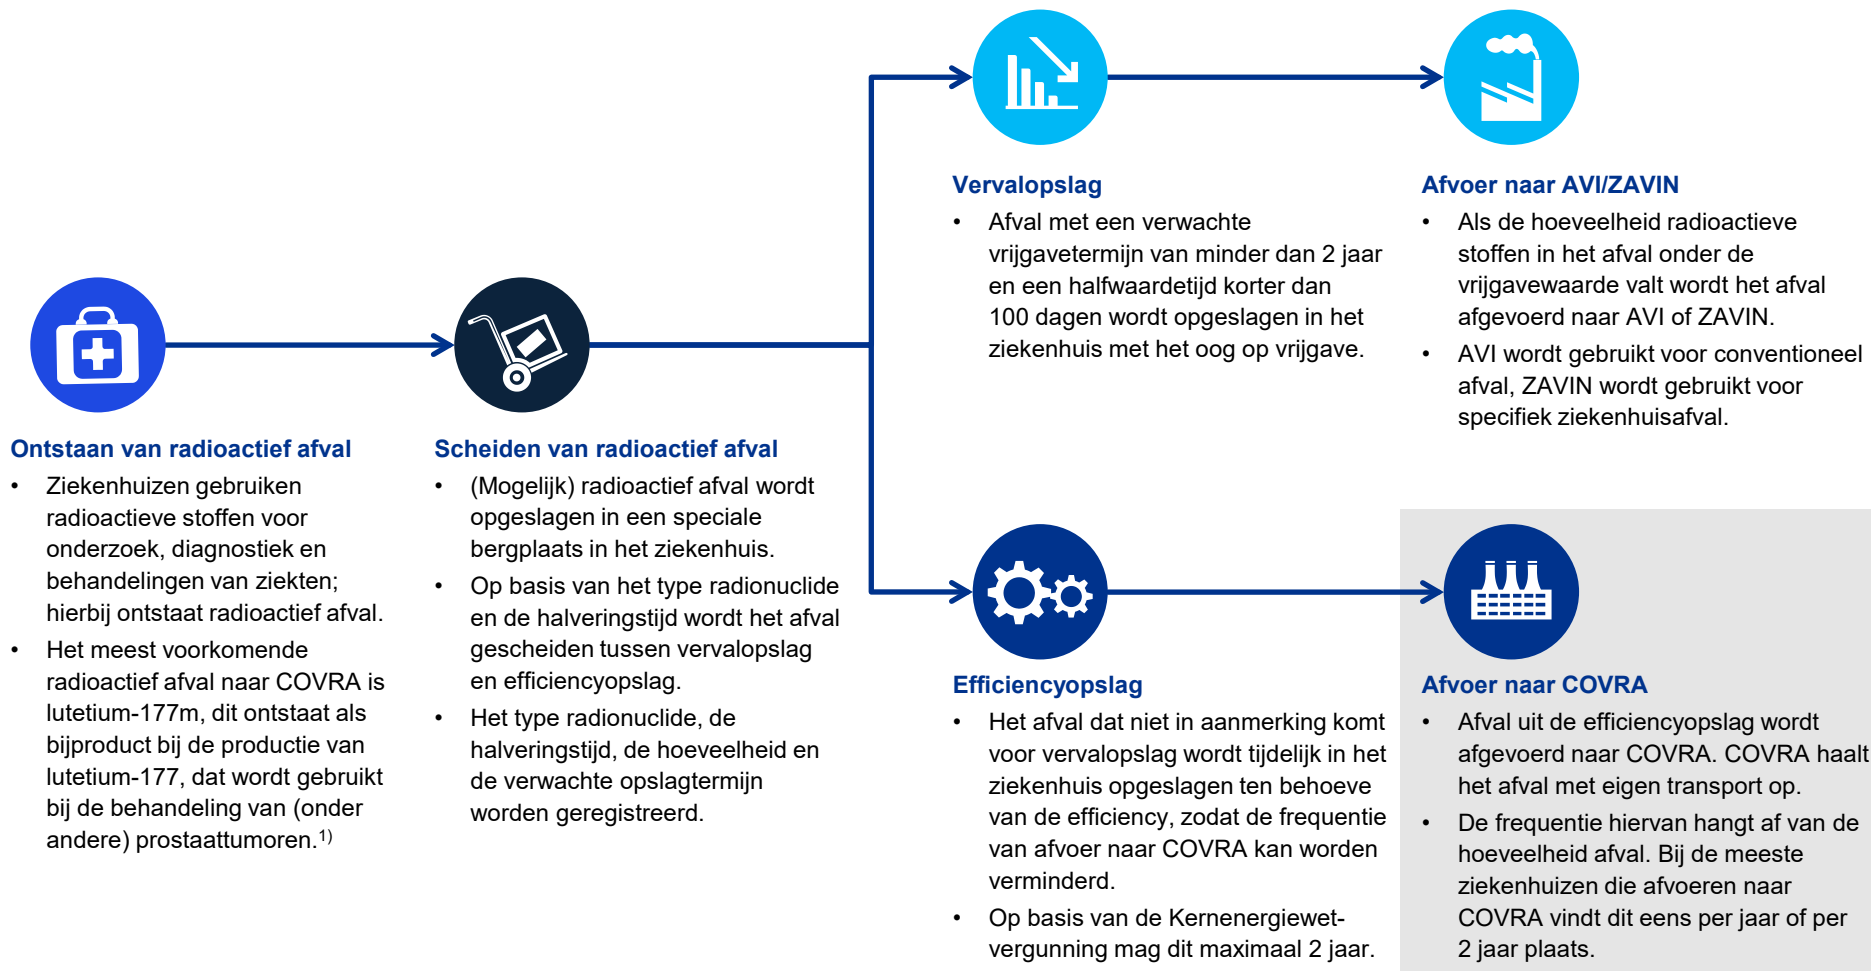 Ontstaan van radioactief afval
• Ziekenhuizen gebruiken
radioactieve stoffen voor
onderzoek, diagnostiek en
behandelingen van ziekten;
hierbij ontstaat radioactief afval.
• Het meest voorkomende
radioactief afval naar COVRA is
lutetium-177m, dit ontstaat als
bijproduct bij de productie van
lutetium-177, dat wordt gebruikt
bij de behandeling van (onder
andere) prostaattumoren.1)
Scheiden van radioactief afval
• (Mogelijk) radioactief afval wordt
opgeslagen in een speciale
bergplaats in het ziekenhuis.
• Op basis van het type radionuclide
en de halveringstijd wordt het afval
gescheiden tussen vervalopslag
en efficiencyopslag.
• Het type radionuclide, de
halveringstijd, de hoeveelheid en
de verwachte opslagtermijn
worden geregistreerd.
Vervalopslag
• Afval met een verwachte
vrijgavetermijn van minder dan 2 jaar
en een halfwaardetijd korter dan
100 dagen wordt opgeslagen in het
ziekenhuis met het oog op vrijgave.
Afvoer naar AVI/ZAVIN
• Als de hoeveelheid radioactieve
stoffen in het afval onder de
vrijgavewaarde valt wordt het afval
afgevoerd naar AVI of ZAVIN.
• AVI wordt gebruikt voor conventioneel
afval, ZAVIN wordt gebruikt voor
specifiek ziekenhuisafval.
Efficiencyopslag
• Het afval dat niet in aanmerking komt
voor vervalopslag wordt tijdelijk in het
ziekenhuis opgeslagen ten behoeve
van de efficiency, zodat de frequentie
van afvoer naar COVRA kan worden
verminderd.
• Op basis van de Kernenergiewet-
vergunning mag dit maximaal 2 jaar.
Afvoer naar COVRA
• Afval uit de efficiencyopslag wordt
afgevoerd naar COVRA. COVRA haalt
het afval met eigen transport op.
• De frequentie hiervan hangt af van de
hoeveelheid afval. Bij de meeste
ziekenhuizen die afvoeren naar
COVRA vindt dit eens per jaar of per
2 jaar plaats.